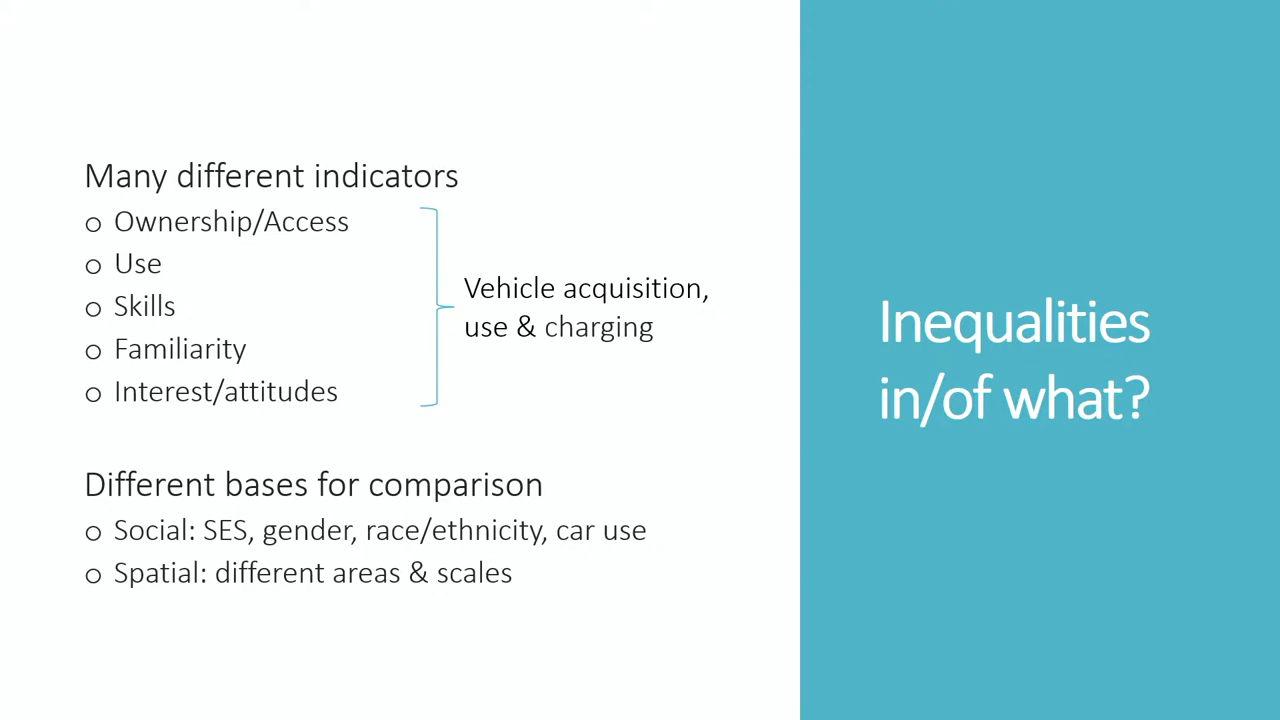 Many different indicators
o Ownership/Access
o Use
o Skills
o Familiarity
o Interest/attitudes
Vehicle acquisition,
use & charging
Different bases for comparison
o Social: SES, gender, race/ethnicity, car use
o Spatial: different areas & scales
Inequalities
in/of what?